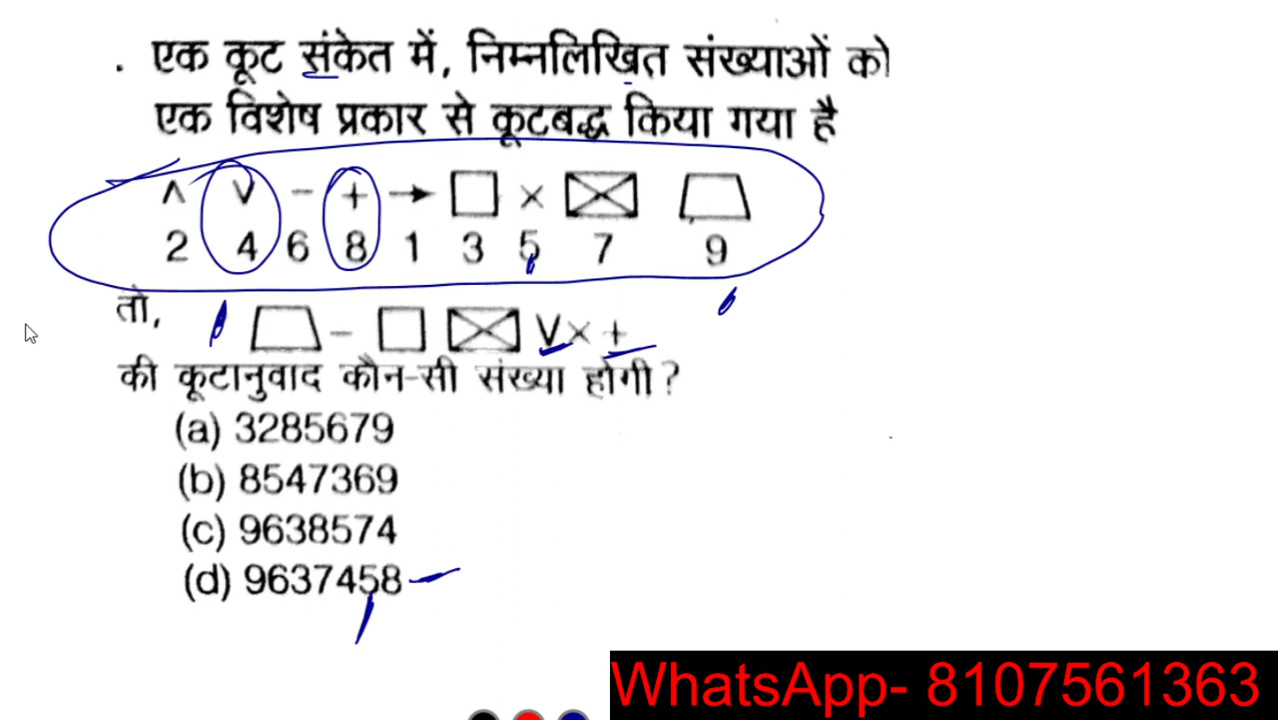 . एक कूट संकेत में, निम्नलिखित संख्याओं को
एक विशेष प्रकार से कूटबद्ध किया गया है
∧ ∨ − + → □ × ⊠ ⏢
2 4 6 8 1 3 5 7 9
तो,
⏢ − □ ⊠ ∨ × +
की कूटानुवाद कौन-सी संख्या होगी?
(a) 3285679
(b) 8547369
(c) 9638574
(d) 9637458
WhatsApp- 8107561363